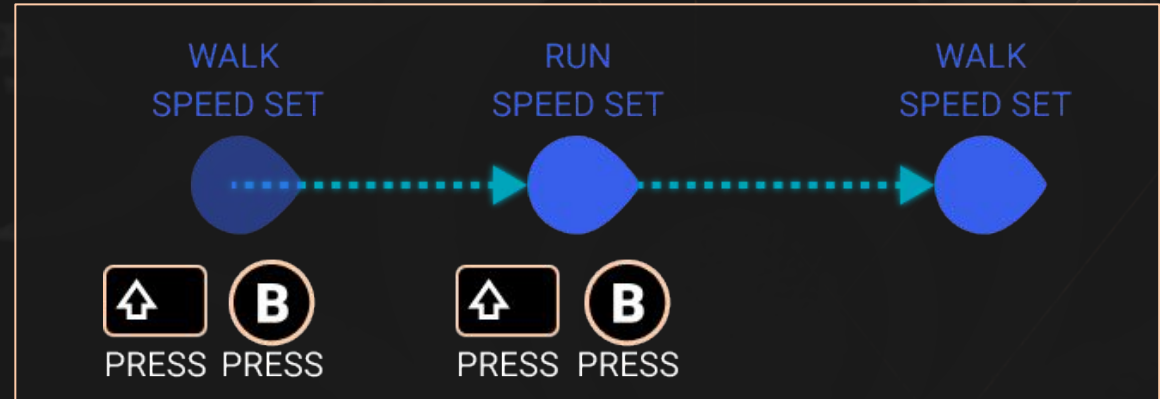 WALK
SPEED SET
RUN
SPEED SET
WALK
SPEED SET
B
PRESS PRESS
B
PRESS PRESS